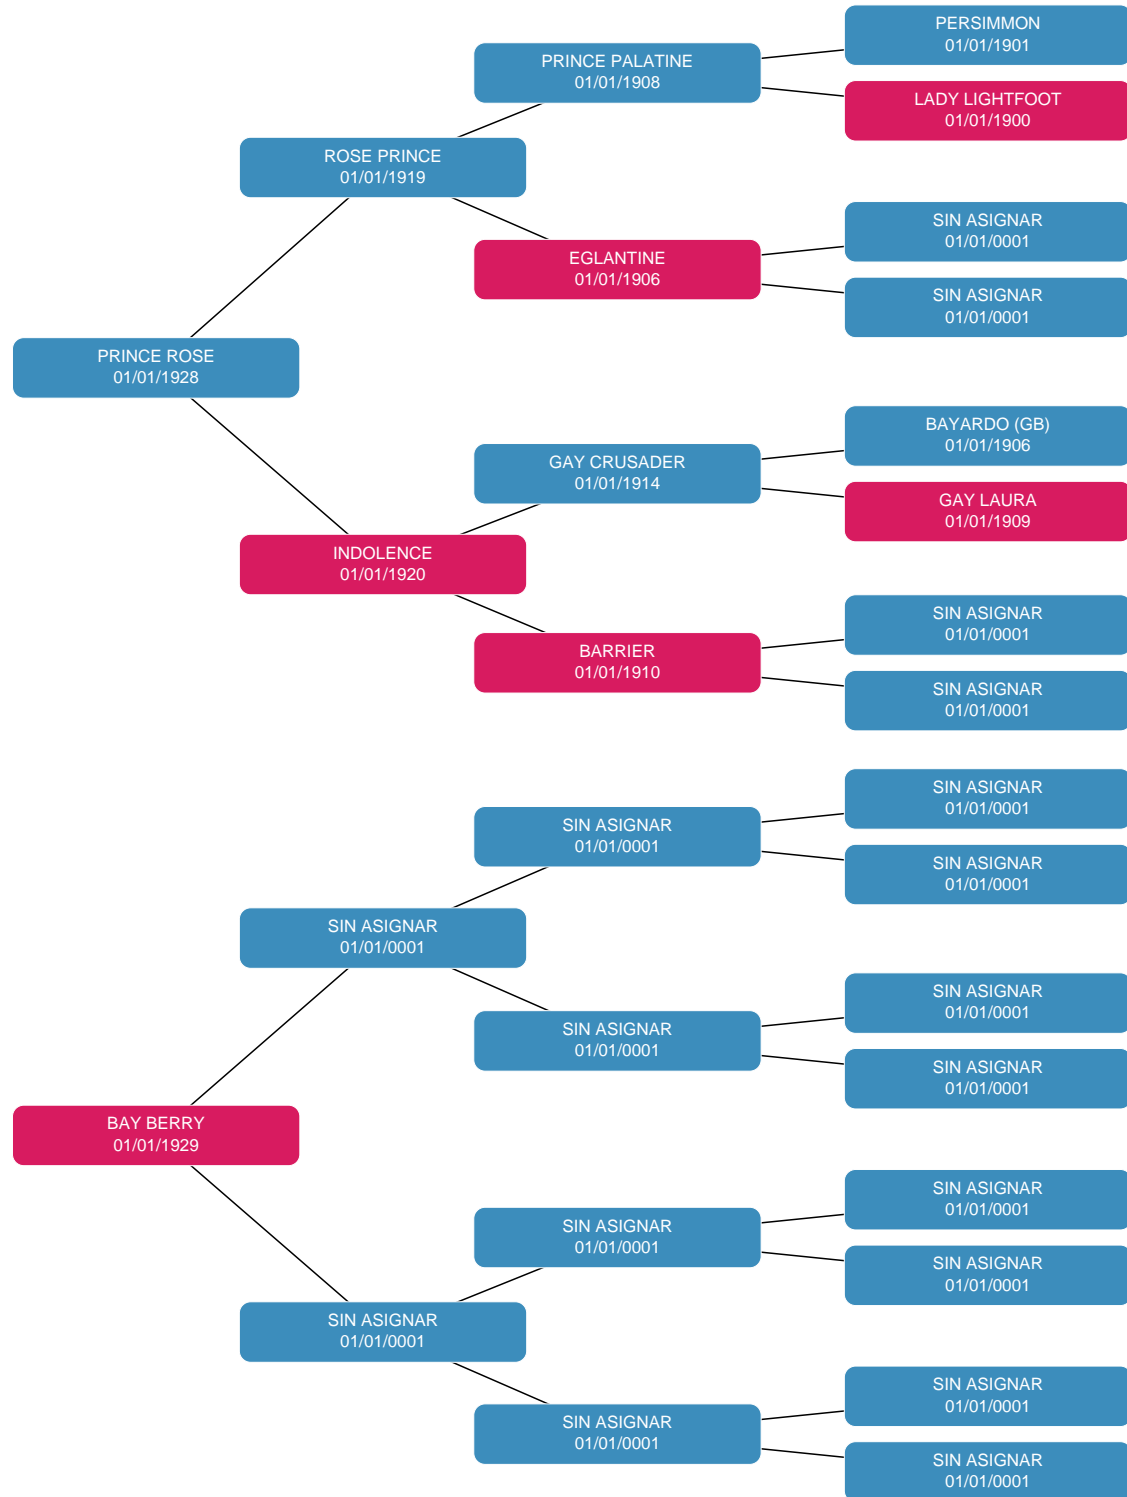 PERSIMMON
01/01/1901
PRINCE PALATINE
01/01/1908
LADY LIGHTFOOT
01/01/1900
ROSE PRINCE
01/01/1919
SIN ASIGNAR
01/01/0001
EGLANTINE
01/01/1906
SIN ASIGNAR
01/01/0001
PRINCE ROSE
01/01/1928
BAYARDO (GB)
01/01/1906
GAY CRUSADER
01/01/1914
GAY LAURA
01/01/1909
INDOLENCE
01/01/1920
SIN ASIGNAR
01/01/0001
BARRIER
01/01/1910
SIN ASIGNAR
01/01/0001
SIN ASIGNAR
01/01/0001
SIN ASIGNAR
01/01/0001
SIN ASIGNAR
01/01/0001
SIN ASIGNAR
01/01/0001
SIN ASIGNAR
01/01/0001
SIN ASIGNAR
01/01/0001
SIN ASIGNAR
01/01/0001
BAY BERRY
01/01/1929
SIN ASIGNAR
01/01/0001
SIN ASIGNAR
01/01/0001
SIN ASIGNAR
01/01/0001
SIN ASIGNAR
01/01/0001
SIN ASIGNAR
01/01/0001
SIN ASIGNAR
01/01/0001
SIN ASIGNAR
01/01/0001